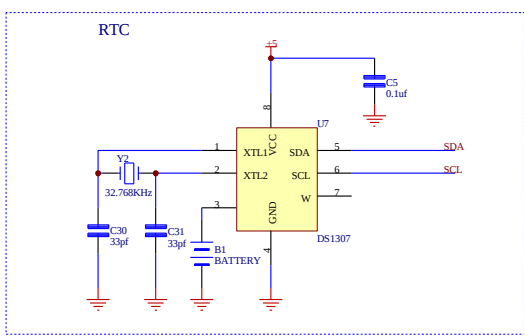 RTC
+5
C5
0.1uf
8
U7
1
XTL1
VCC
SDA
5
SDA
Y2
2
XTL2
SCL
6
SCL
32.768KHz
W
7
3
GND
C30
33pf
C31
33pf
4
DS1307
B1
BATTERY